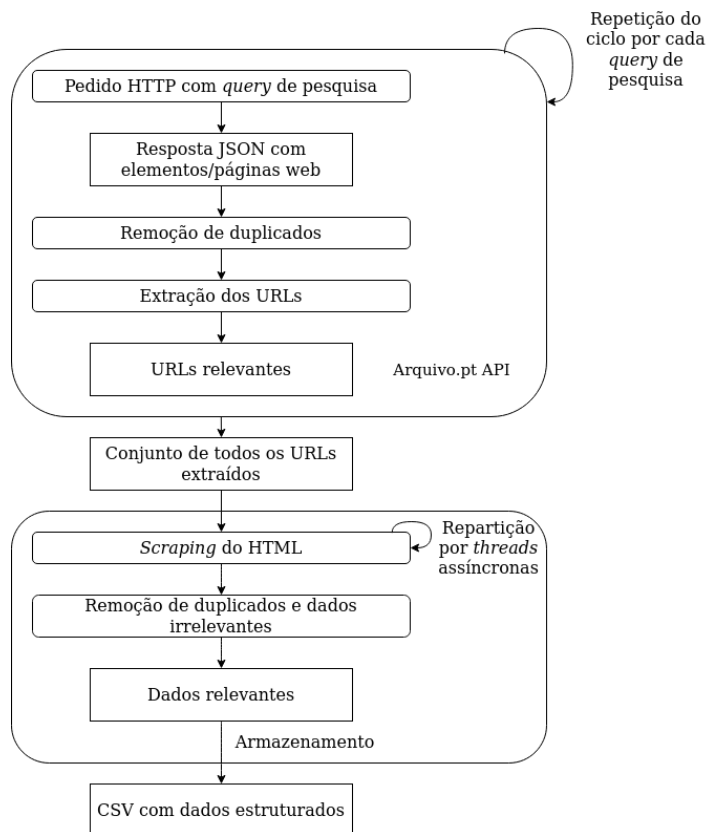 Repetição do
ciclo por cada
query de
pesquisa
Pedido HTTP com query de pesquisa
Resposta JSON com
elementos/páginas web
Remoção de duplicados
Extração dos URLs
URLs relevantes
Arquivo.pt API
Conjunto de todos os URLs
extraídos
Scraping do HTML
Repartição
por threads
assíncronas
Remoção de duplicados e dados
irrelevantes
Dados relevantes
Armazenamento
CSV com dados estruturados